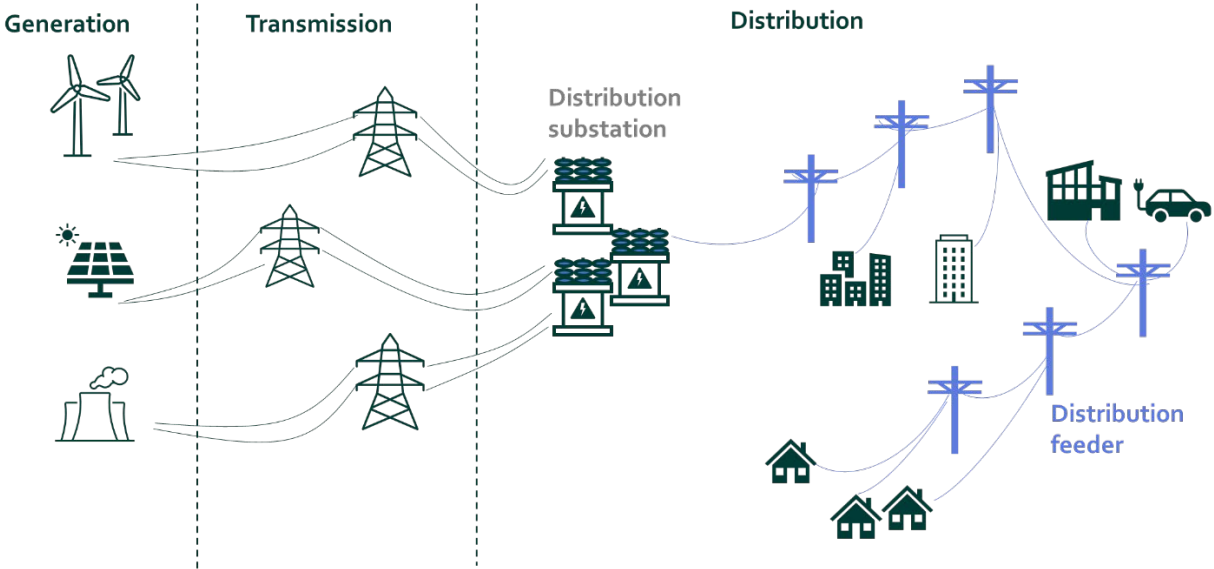 Generation
Transmission
Distribution
Distribution
substation
Distribution
feeder